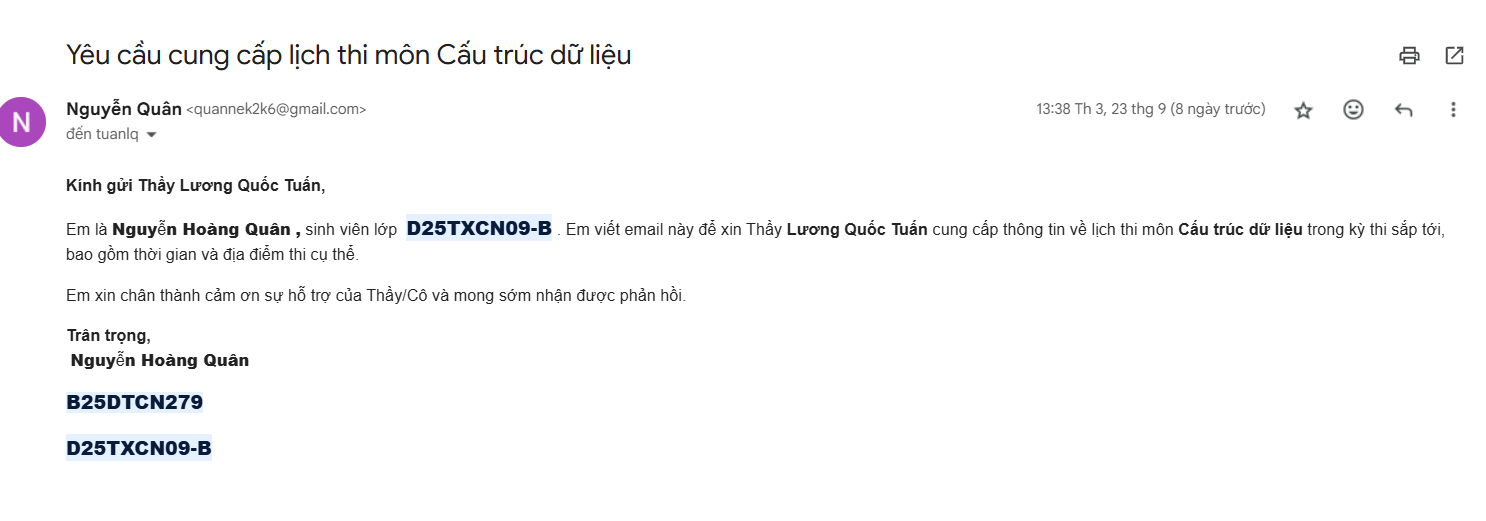 Yêu cầu cung cấp lịch thi môn Cấu trúc dữ liệu
N
Nguyễn Quân <quannek2k6@gmail.com>
13:38 Th 3, 23 thg 9 (8 ngày trước)
đến tuanlq
Kính gửi Thầy Lương Quốc Tuấn,
Em là Nguyễn Hoàng Quân , sinh viên lớp D25TXCN09-B . Em viết email này để xin Thầy Lương Quốc Tuấn cung cấp thông tin về lịch thi môn Cấu trúc dữ liệu trong kỳ thi sắp tới,
bao gồm thời gian và địa điểm thi cụ thể.
Em xin chân thành cảm ơn sự hỗ trợ của Thầy/Cô và mong sớm nhận được phản hồi.
Trân trọng,
Nguyễn Hoàng Quân
B25DTCN279
D25TXCN09-B